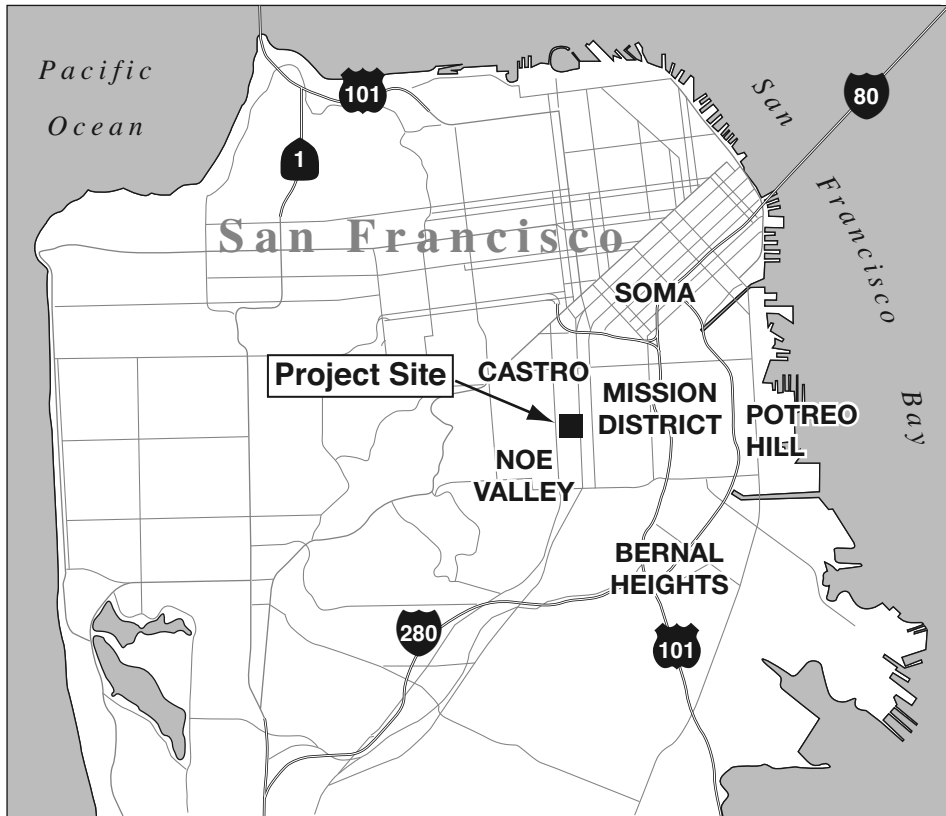 Pacific
Ocean
101
1
San
Francisco
Bay
80
San Francisco
SOMA
Project Site
CASTRO
MISSION
DISTRICT
POTREO
HILL
NOE
VALLEY
BERNAL
HEIGHTS
280
101